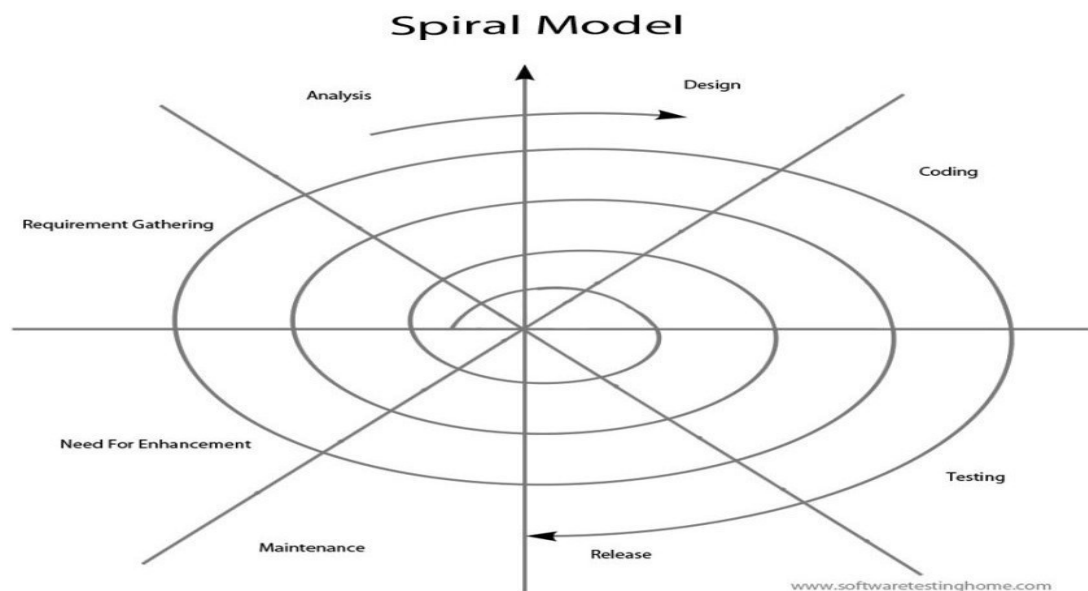 Spiral Model
Analysis
Design
Coding
Requirement Gathering
Need For Enhancement
Testing
Maintenance
Release
www.softwaretestinghome.com